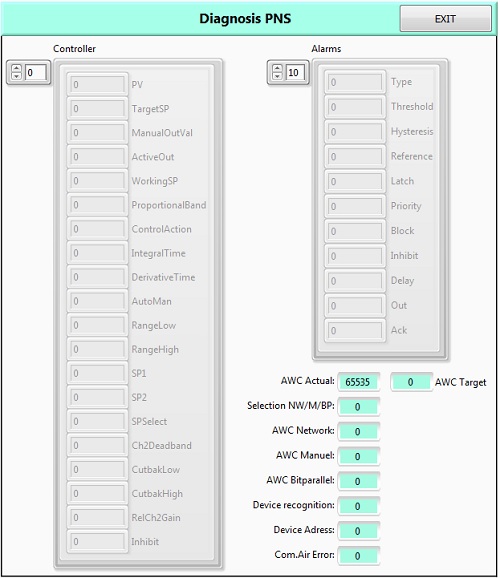 Diagnosis PNS
EXIT
Controller
0
0 PV
0 TargetSP
0 ManualOutVal
0 ActiveOut
0 WorkingSP
0 ProportionalBand
0 ControlAction
0 IntegralTime
0 DerivativeTime
0 AutoMan
0 RangeLow
0 RangeHigh
0 SP1
0 SP2
0 SPSelect
0 Ch2Deadband
0 CutbakLow
0 CutbakHigh
0 RelCh2Gain
0 Inhibit
Alarms
10
0 Type
0 Threshold
0 Hysteresis
0 Reference
0 Latch
0 Priority
0 Block
0 Inhibit
0 Delay
0 Out
0 Ack
AWC Actual: 65535 0 AWC Target
Selection NW/M/BP: 0
AWC Network: 0
AWC Manuel: 0
AWC Bitparallel: 0
Device recognition: 0
Device Adress: 0
Com.Air Error: 0